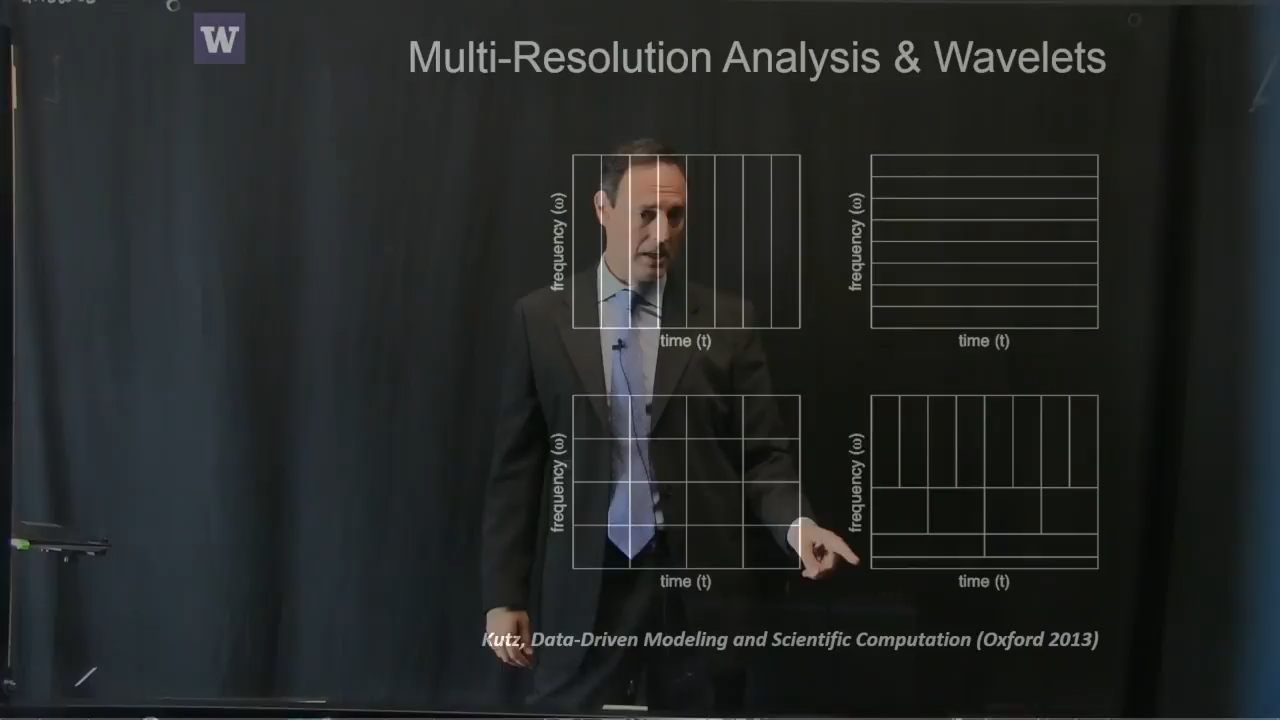 W
Multi-Resolution Analysis & Wavelets
frequency (ω)
time (t)
frequency (ω)
time (t)
frequency (ω)
time (t)
frequency (ω)
time (t)
Kutz, Data-Driven Modeling and Scientific Computation (Oxford 2013)